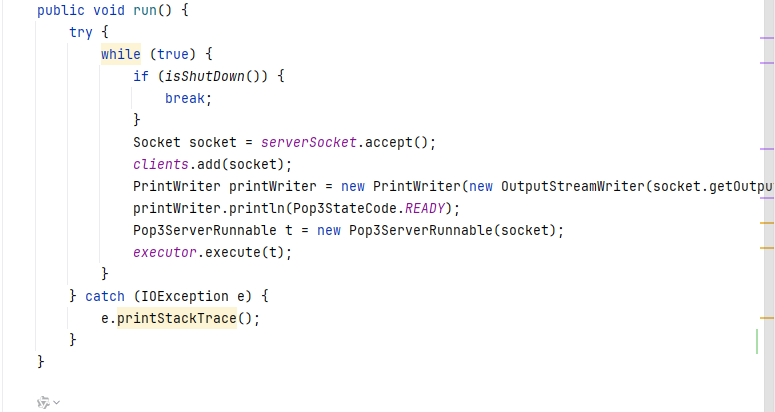 public void run() {
try {
while (true) {
if (isShutDown()) {
break;
}
Socket socket = serverSocket.accept();
clients.add(socket);
PrintWriter printWriter = new PrintWriter(new OutputStreamWriter(socket.getOutpu
printWriter.println(Pop3StateCode.READY);
Pop3ServerRunnable t = new Pop3ServerRunnable(socket);
executor.execute(t);
}
} catch (IOException e) {
e.printStackTrace();
}
}